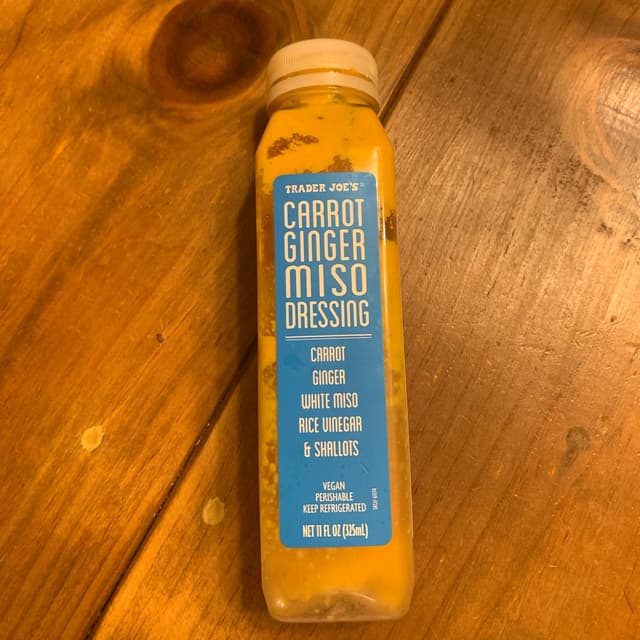 TRADER JOE'S®
CARROT
GINGER
MISO
DRESSING
CARROT
GINGER
WHITE MISO
RICE VINEGAR
& SHALLOTS
VEGAN
PERISHABLE
KEEP REFRIGERATED
NET 11 FL OZ (325mL)